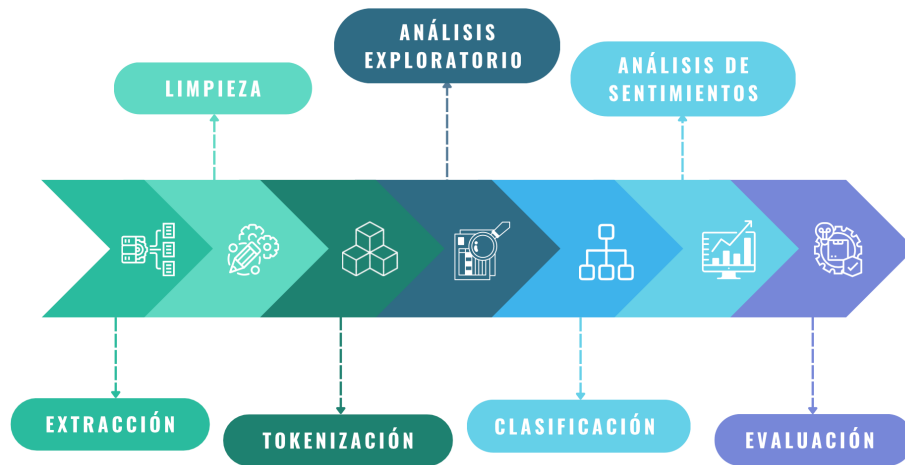 ANÁLISIS
EXPLORATORIO
LIMPIEZA
ANÁLISIS DE
SENTIMIENTOS
EXTRACCIÓN
TOKENIZACIÓN
CLASIFICACIÓN
EVALUACIÓN